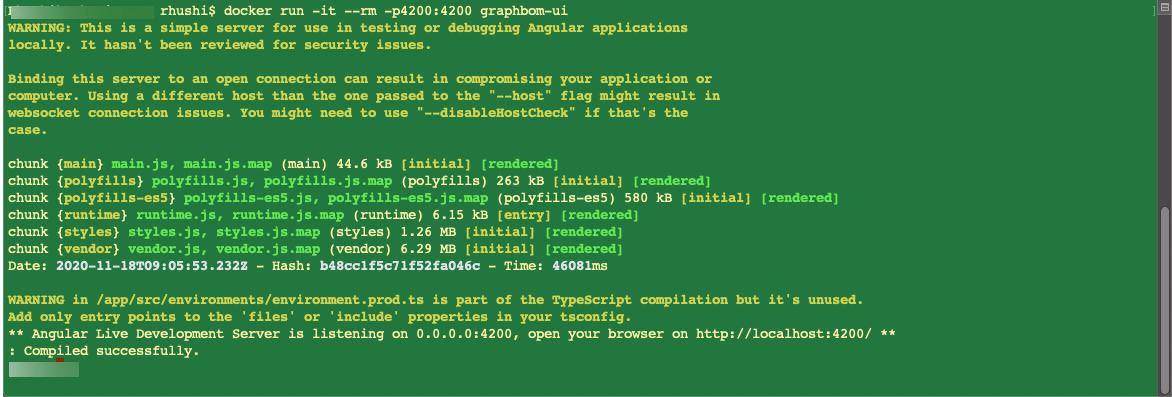 rhushi$ docker run -it --rm -p4200:4200 graphbom-ui
WARNING: This is a simple server for use in testing or debugging Angular applications
locally. It hasn't been reviewed for security issues.
Binding this server to an open connection can result in compromising your application or
computer. Using a different host than the one passed to the "--host" flag might result in
websocket connection issues. You might need to use "--disableHostCheck" if that's the
case.
chunk {main} main.js, main.js.map (main) 44.6 kB [initial] [rendered]
chunk {polyfills} polyfills.js, polyfills.js.map (polyfills) 263 kB [initial] [rendered]
chunk {polyfills-es5} polyfills-es5.js, polyfills-es5.js.map (polyfills-es5) 580 kB [initial] [rendered]
chunk {runtime} runtime.js, runtime.js.map (runtime) 6.15 kB [entry] [rendered]
chunk {styles} styles.js, styles.js.map (styles) 1.26 MB [initial] [rendered]
chunk {vendor} vendor.js, vendor.js.map (vendor) 6.29 MB [initial] [rendered]
Date: 2020-11-18T09:05:53.232Z - Hash: b48cc1f5c71f52fa046c - Time: 46081ms
WARNING in /app/src/environments/environment.prod.ts is part of the TypeScript compilation but it's unused.
Add only entry points to the 'files' or 'include' properties in your tsconfig.
** Angular Live Development Server is listening on 0.0.0.0:4200, open your browser on http://localhost:4200/ **
: Compiled successfully.